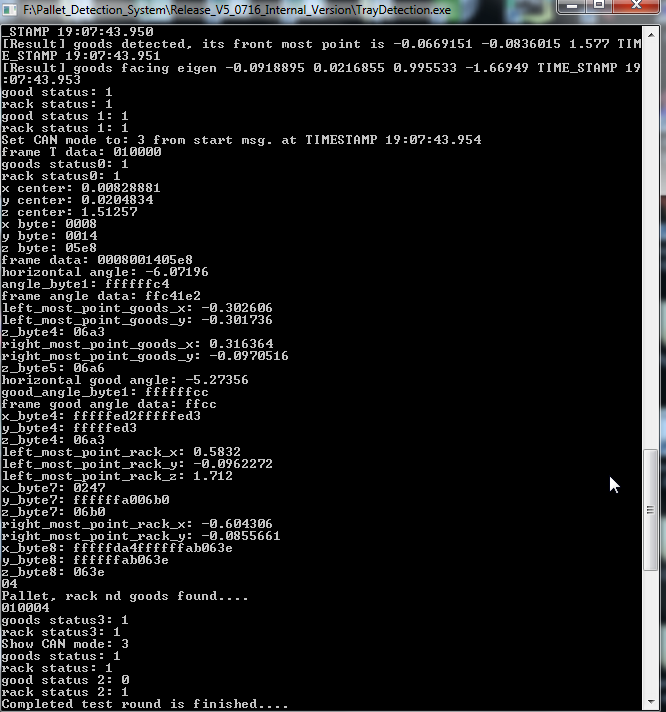 F:\Pallet_Detection_System\Release_V5_0716_Internal_Version\TrayDetection.exe
_STAMP 19:07:43.950
[Result] goods detected, its front most point is -0.0669151 -0.0836015 1.577 TIM
E_STAMP 19:07:43.951
[Result] goods facing eigen -0.0918895 0.0216855 0.995533 -1.66949 TIME_STAMP 19
:07:43.953
good status: 1
rack status: 1
good status 1: 1
rack status 1: 1
Set CAN mode to: 3 from start msg. at TIMESTAMP 19:07:43.954
frame T data: 010000
goods status0: 1
rack status0: 1
x center: 0.00828881
y center: 0.0204834
z center: 1.51257
x byte: 0008
y byte: 0014
z byte: 05e8
frame data: 0008001405e8
horizontal angle: -6.07196
angle_byte1: ffffffc4
frame angle data: ffc41e2
left_most_point_goods_x: -0.302606
left_most_point_goods_y: -0.301736
z_byte4: 06a3
right_most_point_goods_x: 0.316364
right_most_point_goods_y: -0.0970516
z_byte5: 06a6
horizontal good angle: -5.27356
good_angle_byte1: ffffffcc
frame good angle data: ffcc
x_byte4: fffffed2fffffed3
y_byte4: fffffed3
z_byte4: 06a3
left_most_point_rack_x: 0.5832
left_most_point_rack_y: -0.0962272
left_most_point_rack_z: 1.712
x_byte7: 0247
y_byte7: ffffffa006b0
z_byte7: 06b0
right_most_point_rack_x: -0.604306
right_most_point_rack_y: -0.0855661
x_byte8: fffffda4ffffffab063e
y_byte8: ffffffab063e
z_byte8: 063e
04
Pallet, rack nd goods found....
010004
goods status3: 1
rack status3: 1
Show CAN mode: 3
goods status: 1
rack status: 1
good status 2: 0
rack status 2: 1
Completed test round is finished....